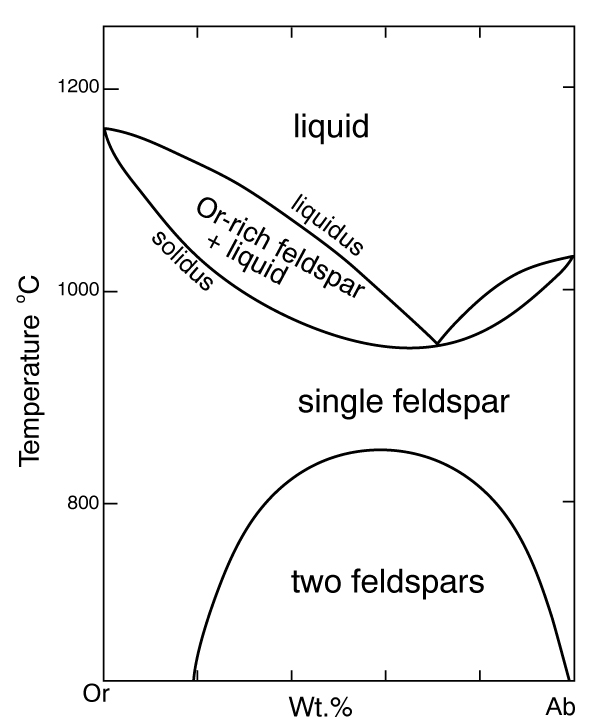 1200
liquid
liquidus
Or-rich feldspar
+ liquid
solidus
1000
Temperature °C
single feldspar
800
two feldspars
Or
Wt.%
Ab